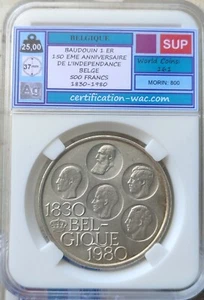 BELGIQUE
25,00
BAUDOUIN 1 ER
150 EME ANNIVERSAIRE
DE L'INDEPENDANCE
BELGE
500 FRANCS
1830-1980
37mm
Ag
SUP
World Coins
MORIN: 800
certification-wac.com
1830
BEL-
GIQUE
1980